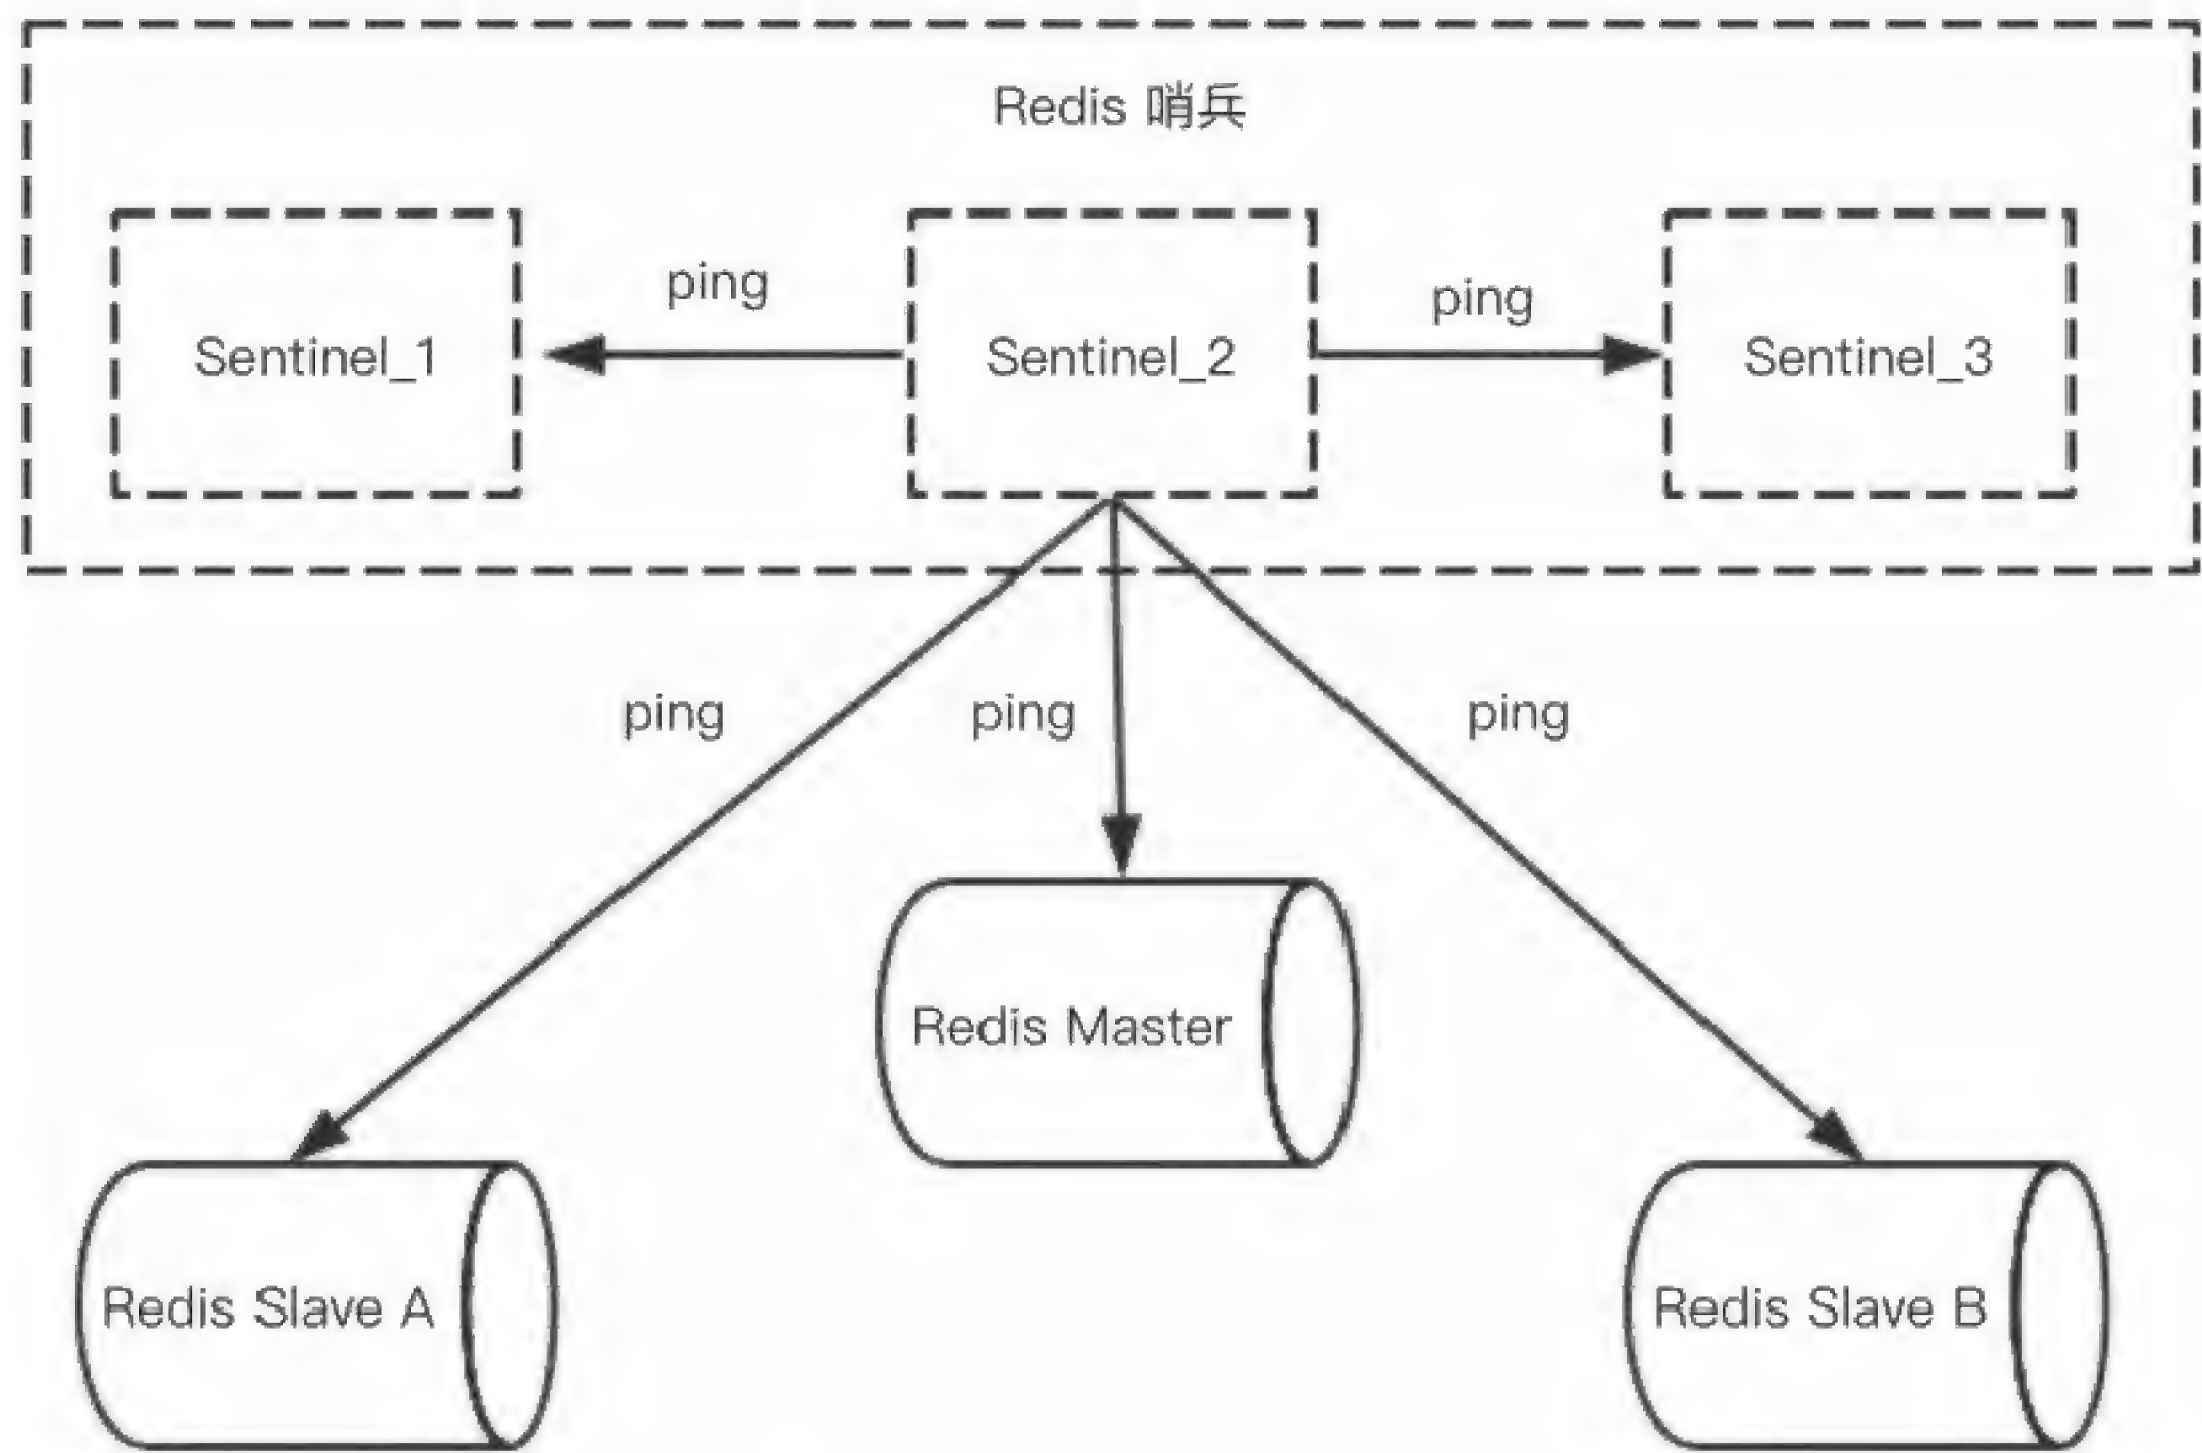 Redis 哨兵
ping
ping
Sentinel_1
Sentinel_2
Sentinel_3
ping
ping
ping
Redis Master
Redis Slave A
Redis Slave B